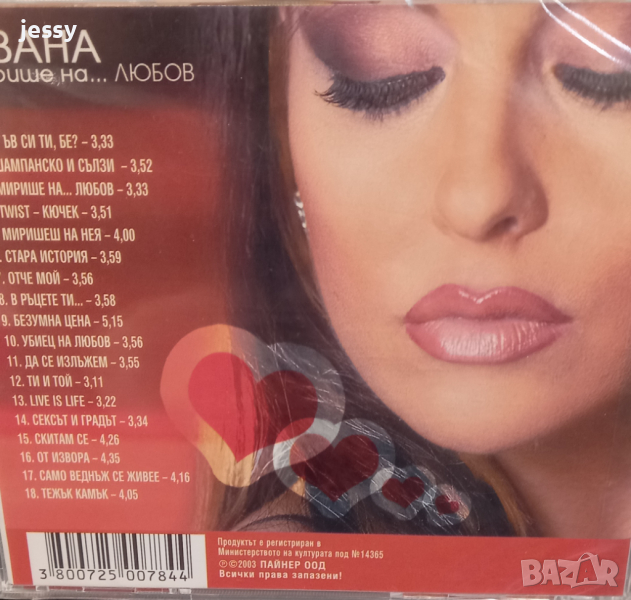 jessy
ВАНА
рише на... ЛЮБОВ
ЪВ СИ ТИ, БЕ? – 3,33
ШАМПАНСКО И СЪЛЗИ – 3,52
МИРИШЕ НА... ЛЮБОВ – 3,33
TWIST – КЮЧЕК – 3,51
МИРИШЕШ НА НЕЯ – 4,00
. СТАРА ИСТОРИЯ – 3,59
7. ОТЧЕ МОЙ – 3,56
8. В РЪЦЕТЕ ТИ... – 3,58
9. БЕЗУМНА ЦЕНА – 5,15
10. УБИЕЦ НА ЛЮБОВ – 3,56
11. ДА СЕ ИЗЛЪЖЕМ – 3,55
12. ТИ И ТОЙ – 3,11
13. LIVE IS LIFE – 3,22
14. СЕКСЪТ И ГРАДЪТ – 3,34
15. СКИТАМ СЕ – 4,26
16. ОТ ИЗВОРА – 4,35
17. САМО ВЕДНЪЖ СЕ ЖИВЕЕ – 4,16
18. ТЕЖЪК КАМЪК – 4,05
3 800725 007844
Продуктът е регистриран в
Министерството на културата под №14365
℗©2003 ПАЙНЕР ООД
Всички права запазени!
BAZAR